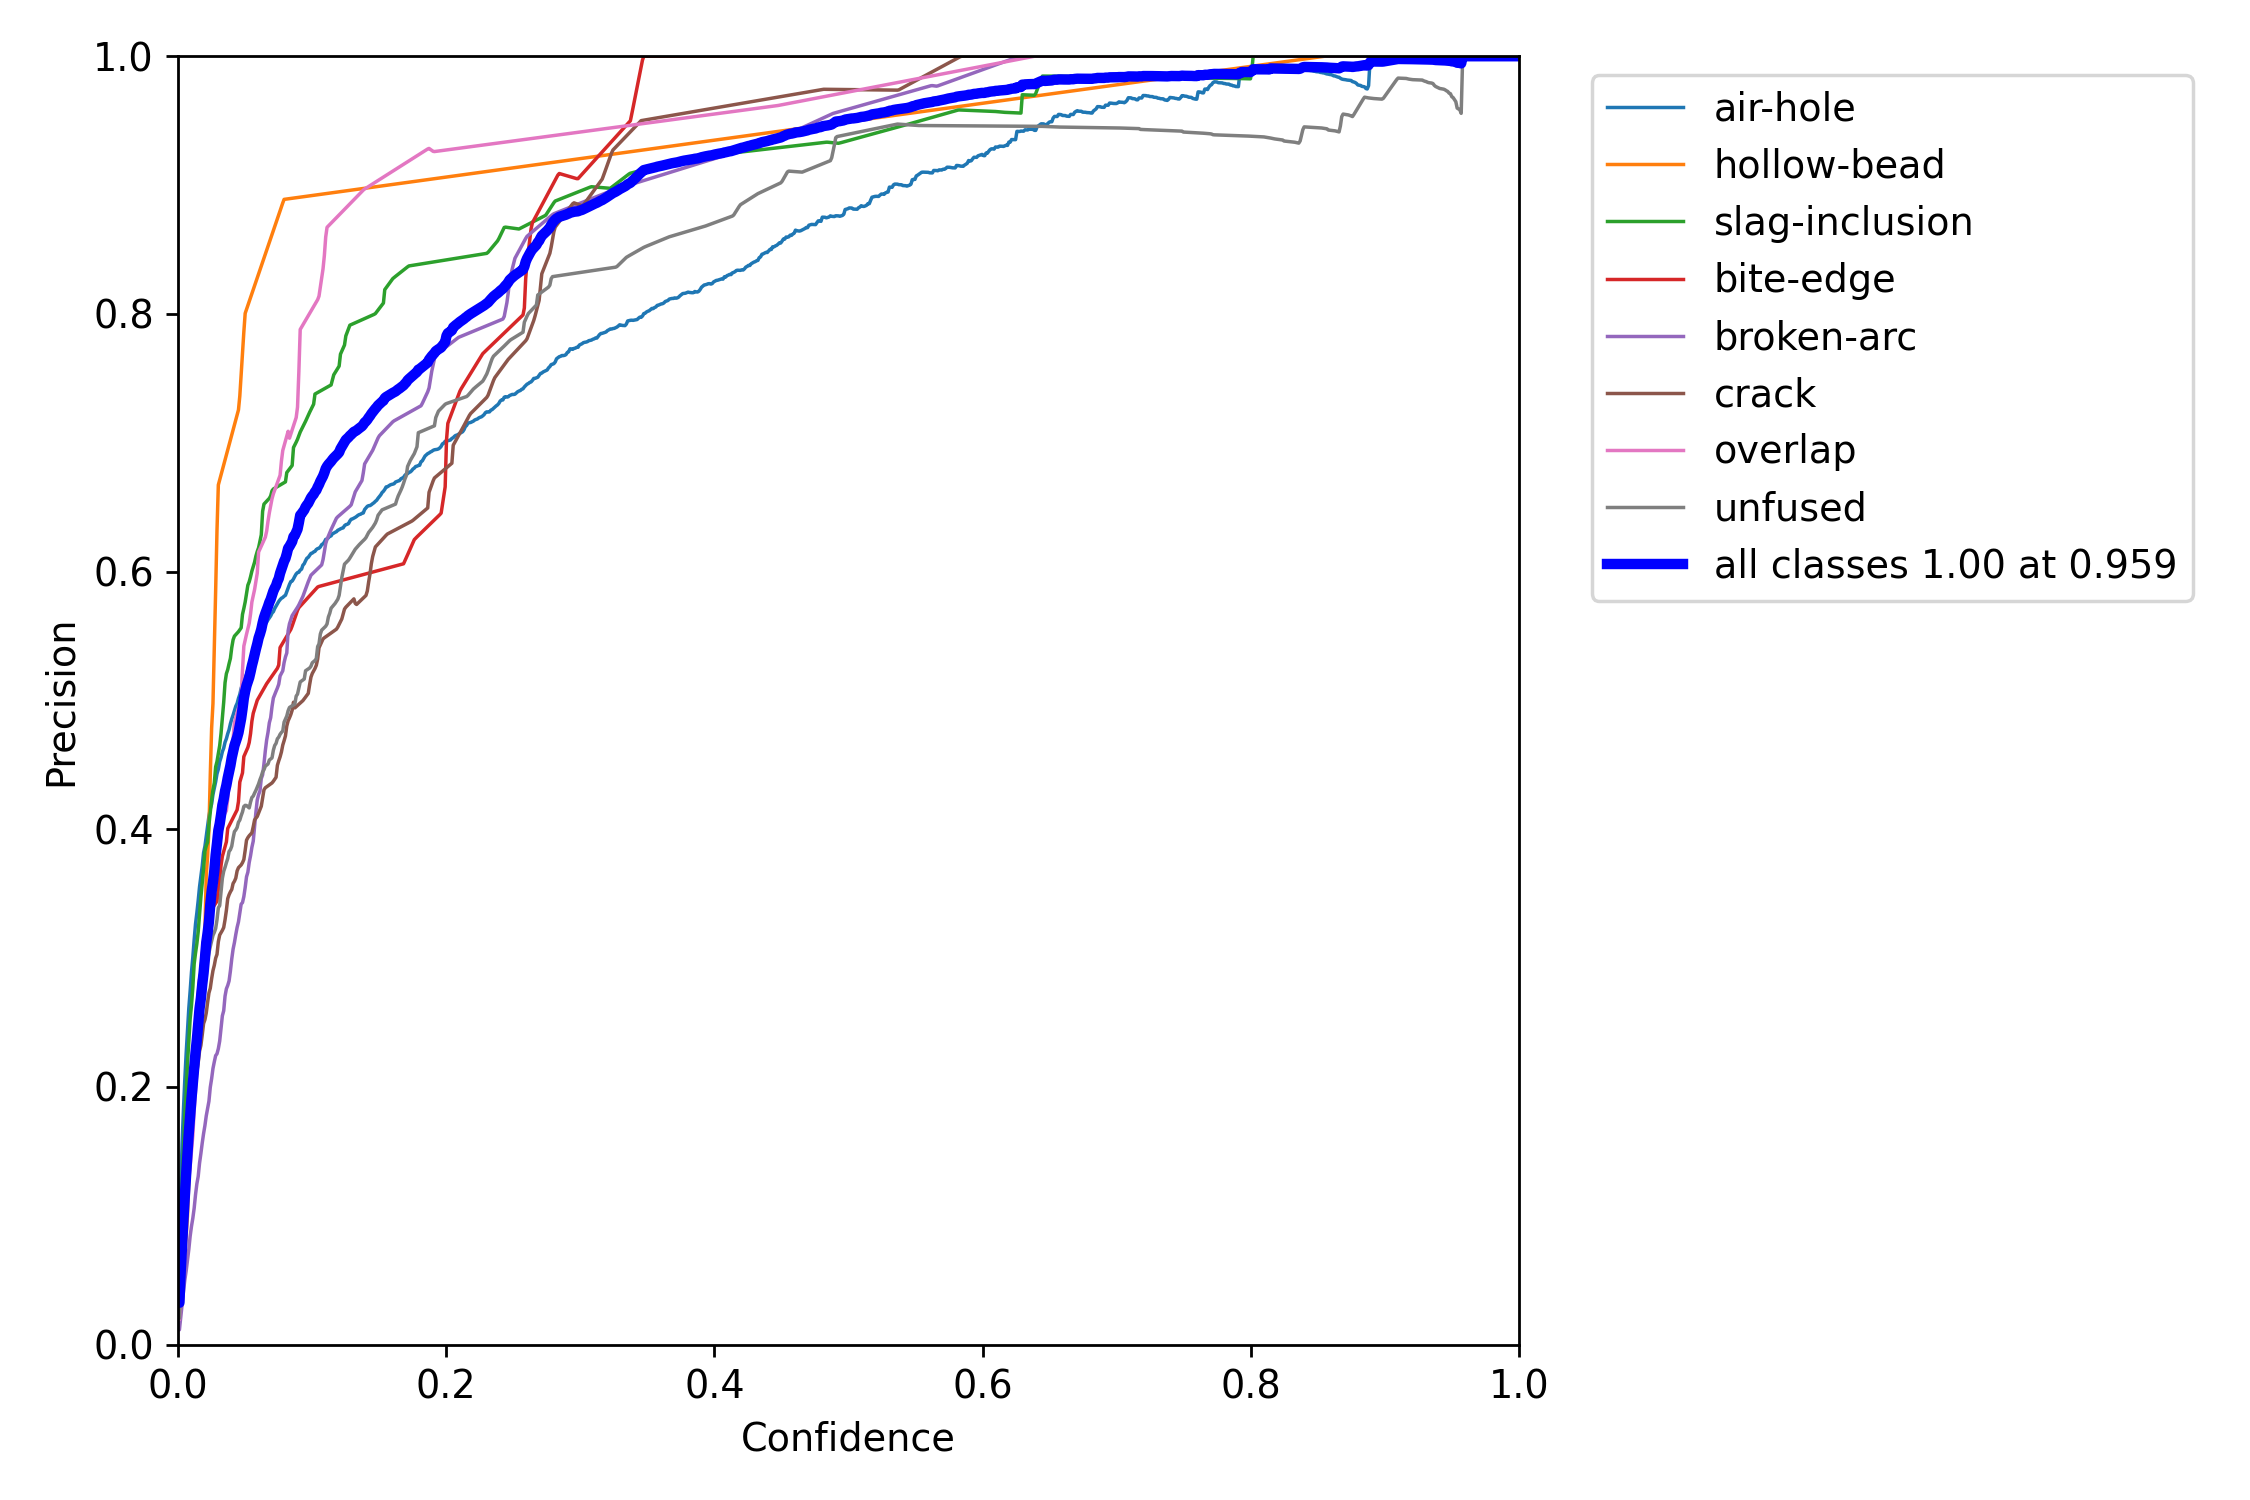 1.0
0.8
0.6
0.4
0.2
0.0
0.0 0.2 0.4 0.6 0.8 1.0
Precision
Confidence
air-hole
hollow-bead
slag-inclusion
bite-edge
broken-arc
crack
overlap
unfused
all classes 1.00 at 0.959